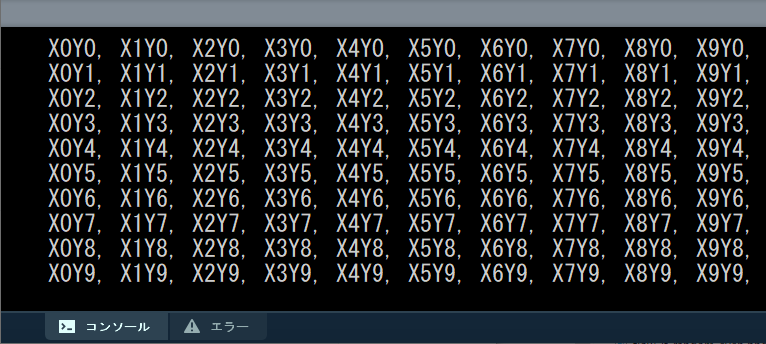 X0Y0, X1Y0, X2Y0, X3Y0, X4Y0, X5Y0, X6Y0, X7Y0, X8Y0, X9Y0,
X0Y1, X1Y1, X2Y1, X3Y1, X4Y1, X5Y1, X6Y1, X7Y1, X8Y1, X9Y1,
X0Y2, X1Y2, X2Y2, X3Y2, X4Y2, X5Y2, X6Y2, X7Y2, X8Y2, X9Y2,
X0Y3, X1Y3, X2Y3, X3Y3, X4Y3, X5Y3, X6Y3, X7Y3, X8Y3, X9Y3,
X0Y4, X1Y4, X2Y4, X3Y4, X4Y4, X5Y4, X6Y4, X7Y4, X8Y4, X9Y4,
X0Y5, X1Y5, X2Y5, X3Y5, X4Y5, X5Y5, X6Y5, X7Y5, X8Y5, X9Y5,
X0Y6, X1Y6, X2Y6, X3Y6, X4Y6, X5Y6, X6Y6, X7Y6, X8Y6, X9Y6,
X0Y7, X1Y7, X2Y7, X3Y7, X4Y7, X5Y7, X6Y7, X7Y7, X8Y7, X9Y7,
X0Y8, X1Y8, X2Y8, X3Y8, X4Y8, X5Y8, X6Y8, X7Y8, X8Y8, X9Y8,
X0Y9, X1Y9, X2Y9, X3Y9, X4Y9, X5Y9, X6Y9, X7Y9, X8Y9, X9Y9,
コンソール エラー